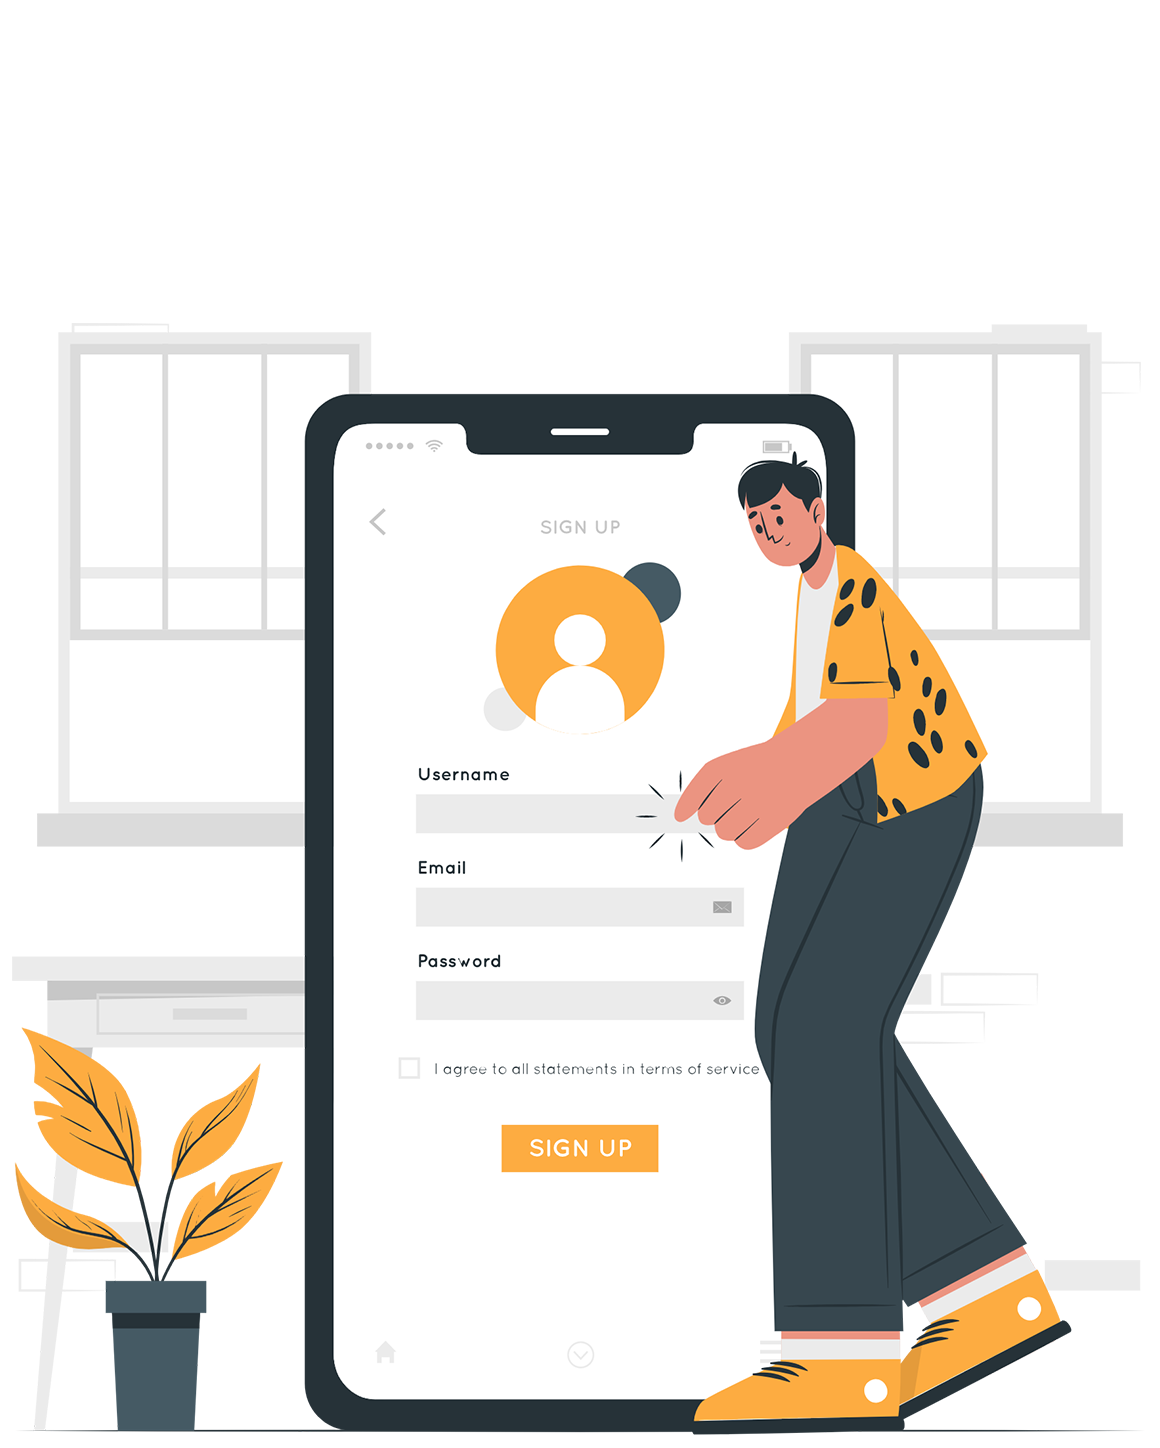 SIGN UP
Username
Email
Password
I agree to all statements in terms of service
SIGN UP